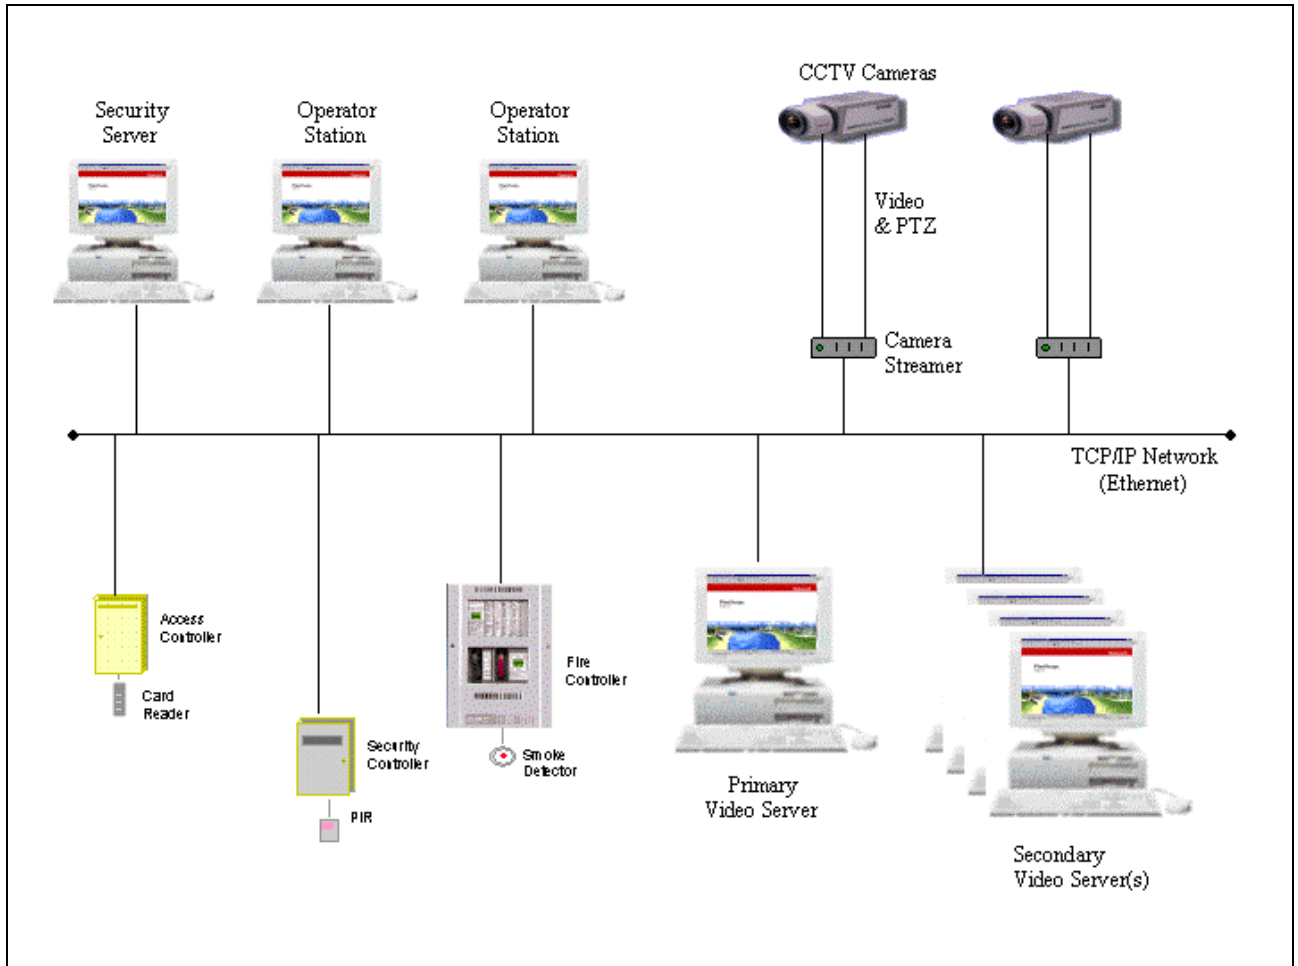 CCTV Cameras
Security
Server
Operator
Station
Operator
Station
Video
& PTZ
Camera
Streamer
TCP/IP Network
(Ethernet)
Access
Controller
Card
Reader
Security
Controller
PIR
Fire
Controller
Smoke
Detector
Primary
Video Server
Secondary
Video Server(s)